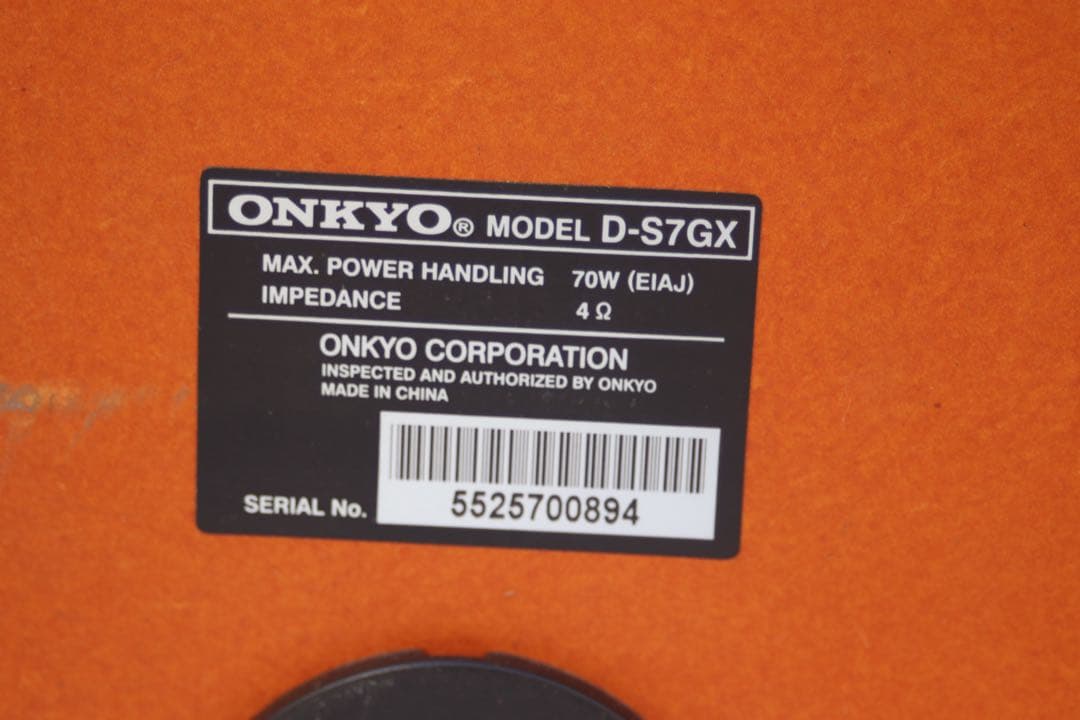 ONKYO® MODEL D-S7GX
MAX. POWER HANDLING 70W (EIAJ)
IMPEDANCE 4 Ω
ONKYO CORPORATION
INSPECTED AND AUTHORIZED BY ONKYO
MADE IN CHINA
SERIAL No. 5525700894